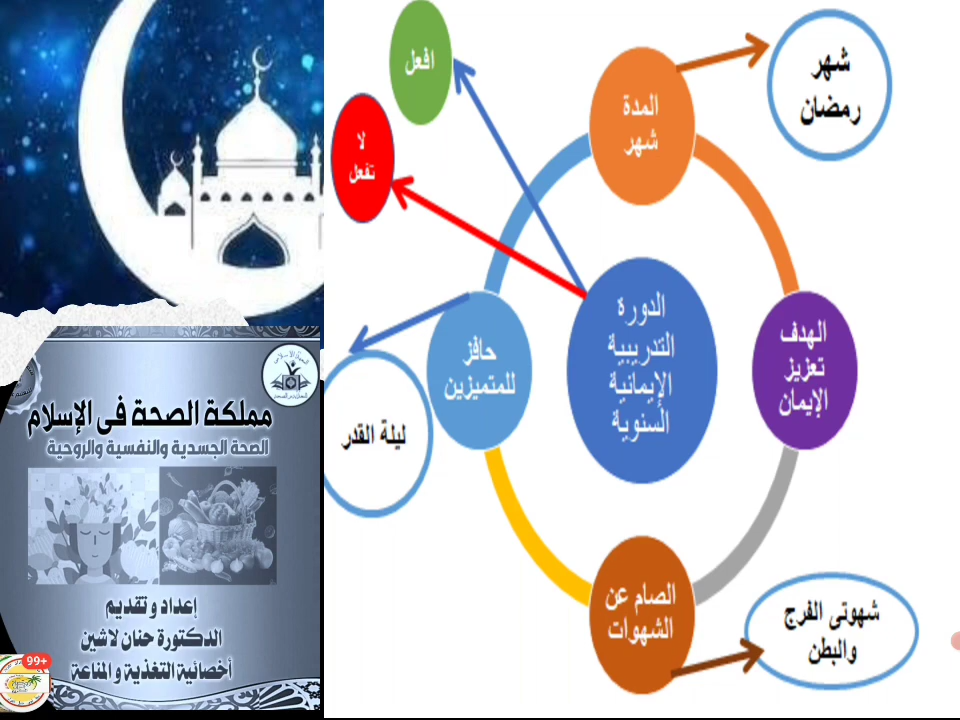 افعل
لا
تفعل
المدة
شهر
شهر
رمضان
الدورة
التدريبية
الإيمانية
السنوية
الهدف
تعزيز
الإيمان
حافز
للمتميزين
ليلة القدر
الصام عن
الشهوات
شهوتى الفرج
والبطن
مملكة الصحة فى الإسلام
الصحة الجسدية والنفسية والروحية
إعداد و تقديم
الدكتورة حنان لاشين
أخصائية التغذية و المناعة
99+